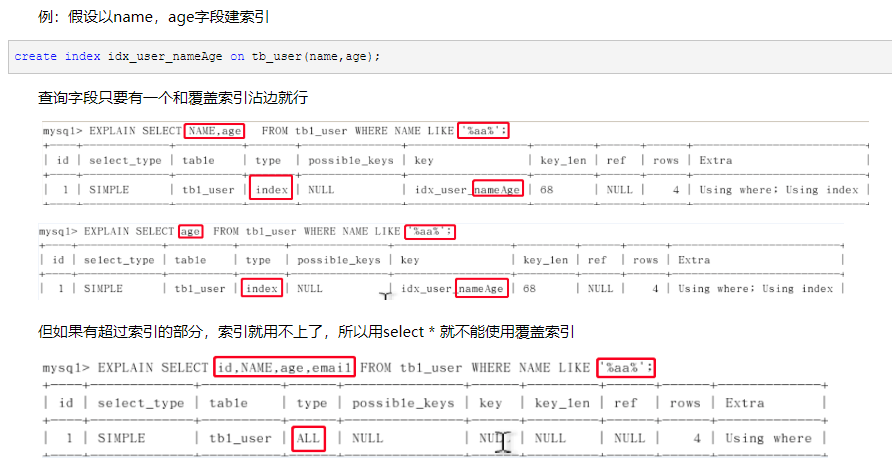 例：假设以name，age字段建索引
create index idx_user_nameAge on tb_user(name,age);
查询字段只要有一个和覆盖索引沾边就行
mysql> EXPLAIN SELECT NAME,age FROM tbl_user WHERE NAME LIKE '%aa%';
| id | select_type | table | type | possible_keys | key | key_len | ref | rows | Extra |
| 1 | SIMPLE | tbl_user | index | NULL | idx_user_nameAge | 68 | NULL | 4 | Using where; Using index |
mysql> EXPLAIN SELECT age FROM tbl_user WHERE NAME LIKE '%aa%';
| id | select_type | table | type | possible_keys | key | key_len | ref | rows | Extra |
| 1 | SIMPLE | tbl_user | index | NULL | idx_user_nameAge | 68 | NULL | 4 | Using where; Using index |
但如果有超过索引的部分，索引就用不上了，所以用select * 就不能使用覆盖索引
mysql> EXPLAIN SELECT id,NAME,age,email FROM tbl_user WHERE NAME LIKE '%aa%';
| id | select_type | table | type | possible_keys | key | key_len | ref | rows | Extra |
| 1 | SIMPLE | tbl_user | ALL | NULL | NULL | NULL | NULL | 4 | Using where |